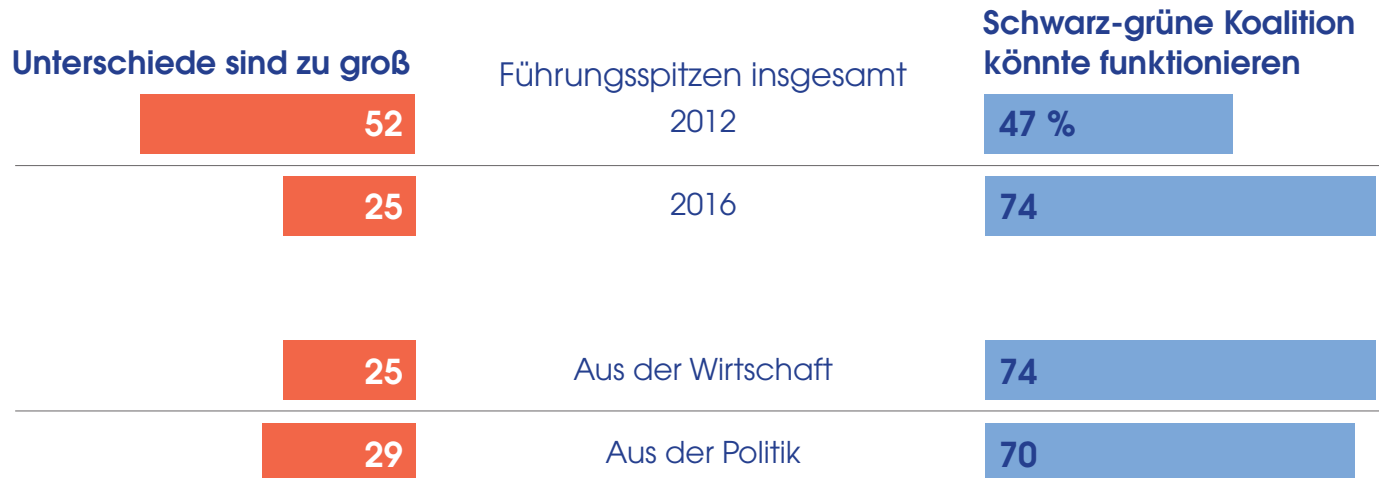 Unterschiede sind zu groß
Führungsspitzen insgesamt
Schwarz-grüne Koalition
könnte funktionieren
52
2012
47 %
25
2016
74
25
Aus der Wirtschaft
74
29
Aus der Politik
70